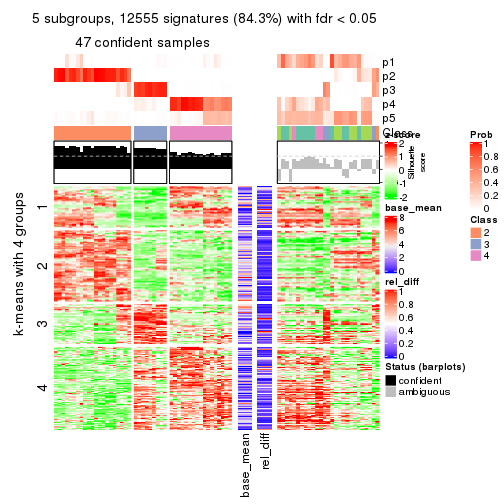 5 subgroups, 12555 signatures (84.3%) with fdr < 0.05
47 confident samples
p1
p2
p3
p4
p5
Class
Silhouette
score
k-means with 4 groups
1
2
3
4
base_mean
rel_diff
z-score
2
1
0
-1
-2
base_mean
8
6
4
2
0
rel_diff
1
0.8
0.6
0.4
0.2
0
Status (barplots)
confident
ambiguous
Prob
1
0.8
0.6
0.4
0.2
0
Class
2
3
4